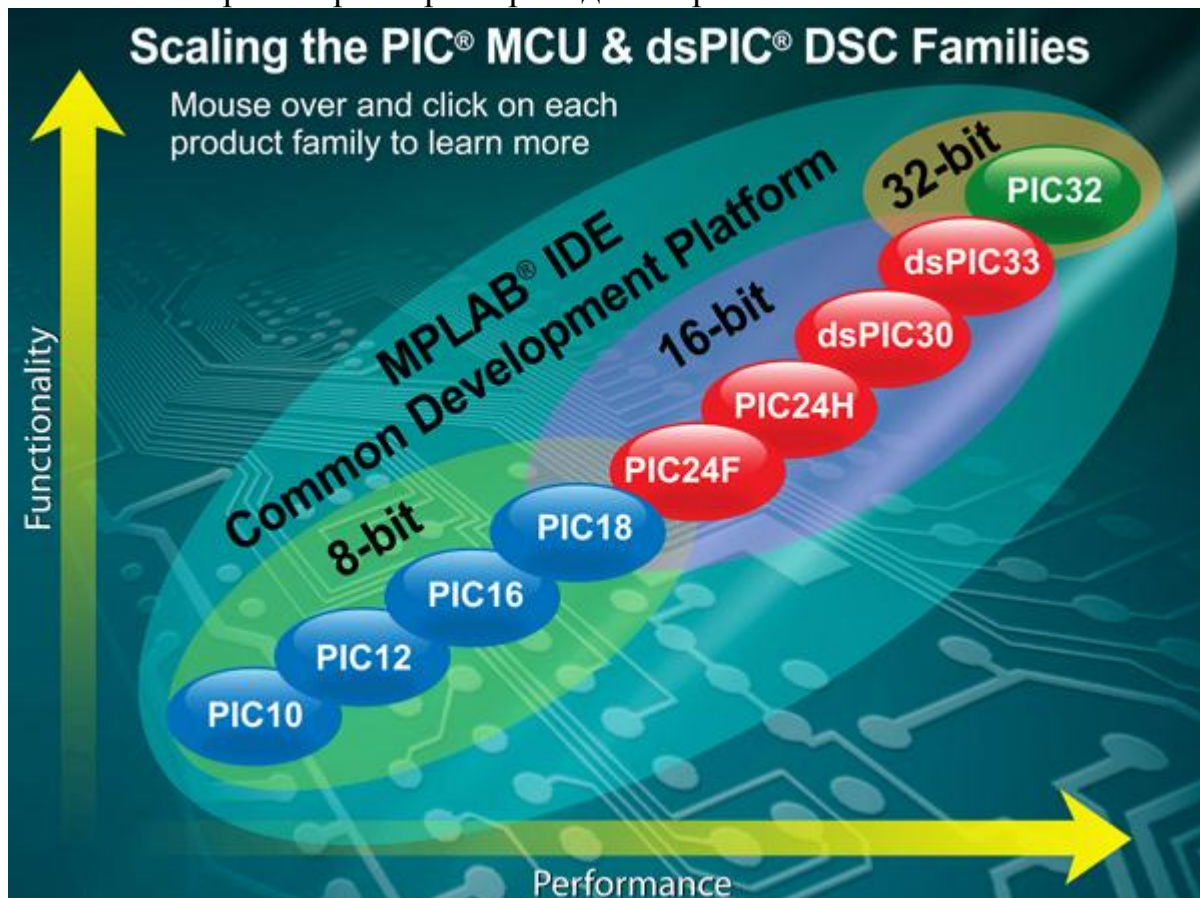 Scaling the PIC® MCU & dsPIC® DSC Families
Mouse over and click on each
product family to learn more
Functionality
MPLAB® IDE
Common Development Platform
32-bit
PIC32
dsPIC33
16-bit
dsPIC30
PIC24H
PIC24F
8-bit
PIC18
PIC16
PIC12
PIC10
Performance